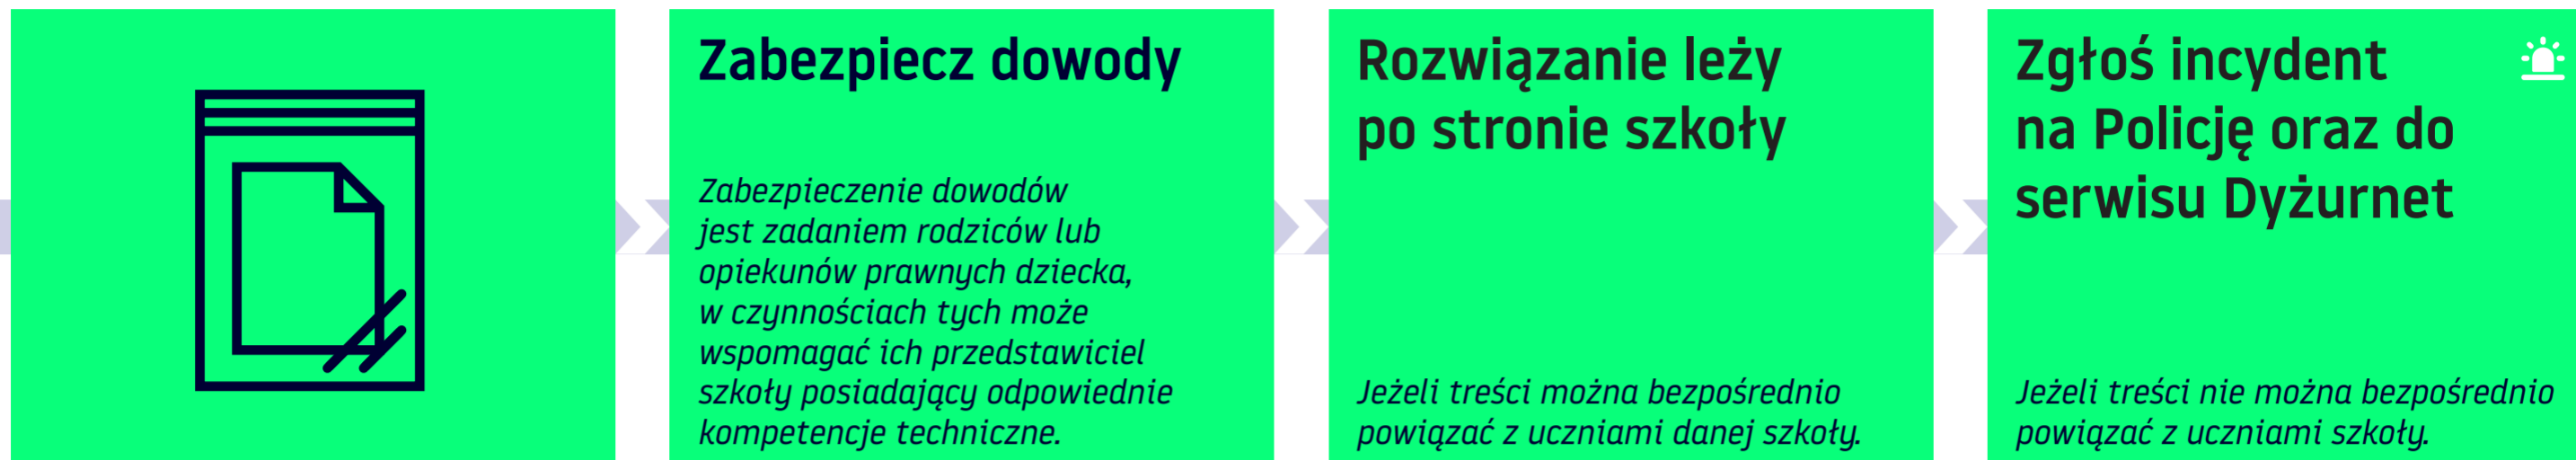 Zabezpiecz dowody
Zabezpieczenie dowodów
jest zadaniem rodziców lub
opiekunów prawnych dziecka,
w czynnościach tych może
wspomagać ich przedstawiciel
szkoły posiadający odpowiednie
kompetencje techniczne.
Rozwiązanie leży
po stronie szkoły
Jeżeli treści można bezpośrednio
powiązać z uczniami danej szkoły.
Zgłoś incydent
na Policję oraz do
serwisu Dyżurnet
Jeżeli treści nie można bezpośrednio
powiązać z uczniami szkoły.